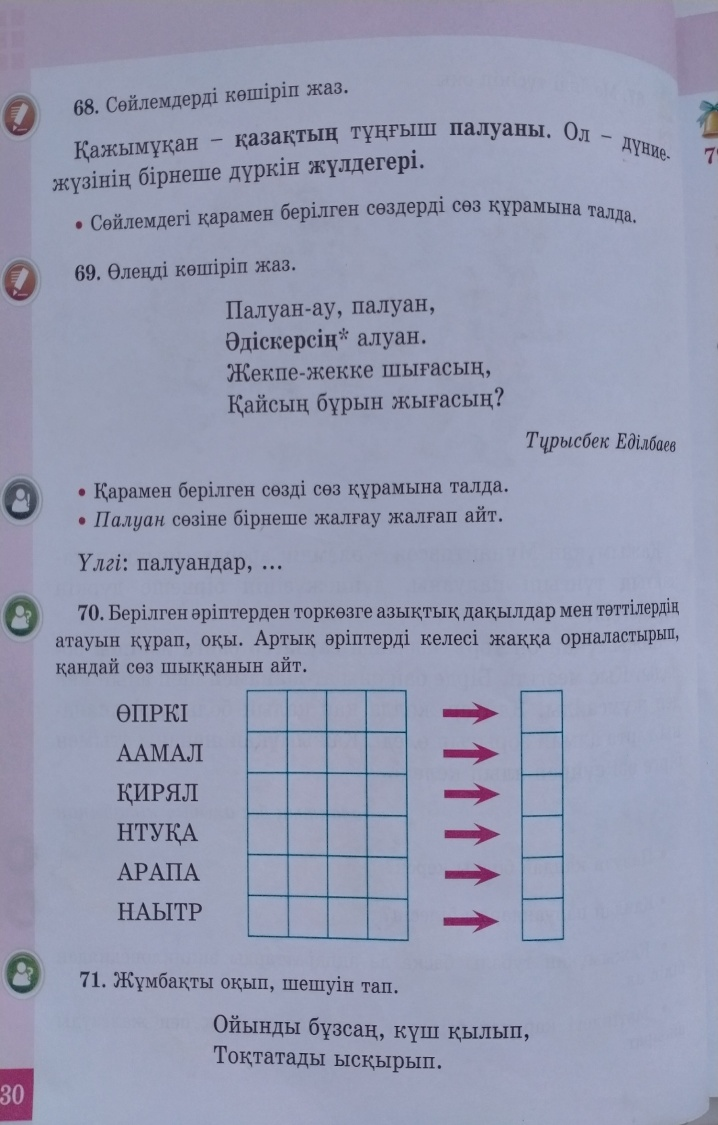 68. Сөйлемдерді көшіріп жаз.
Қажымұқан – қазақтың тұңғыш палуаны. Ол – дүние-
жүзінің бірнеше дүркін жүлдегері.
• Сөйлемдегі қарамен берілген сөздерді сөз құрамына талда.
69. Өлеңді көшіріп жаз.
Палуан-ау, палуан,
Әдіскерсің* алуан.
Жекпе-жекке шығасың,
Қайсың бұрын жығасың?
Тұрысбек Еділбаев
• Қарамен берілген сөзді сөз құрамына талда.
• Палуан сөзіне бірнеше жалғау жалғап айт.
Үлгі: палуандар, ...
70. Берілген әріптерден торкөзге азықтық дақылдар мен тәттілердің
атауын құрап, оқы. Артық әріптерді келесі жаққа орналастырып,
қандай сөз шыққанын айт.
ӨПРКІ
ААМАЛ
ҚИРЯЛ
НТУҚА
АРАПА
НАЫТР
71. Жұмбақты оқып, шешуін тап.
Ойынды бұзсаң, күш қылып,
Тоқтатады ысқырып.
30